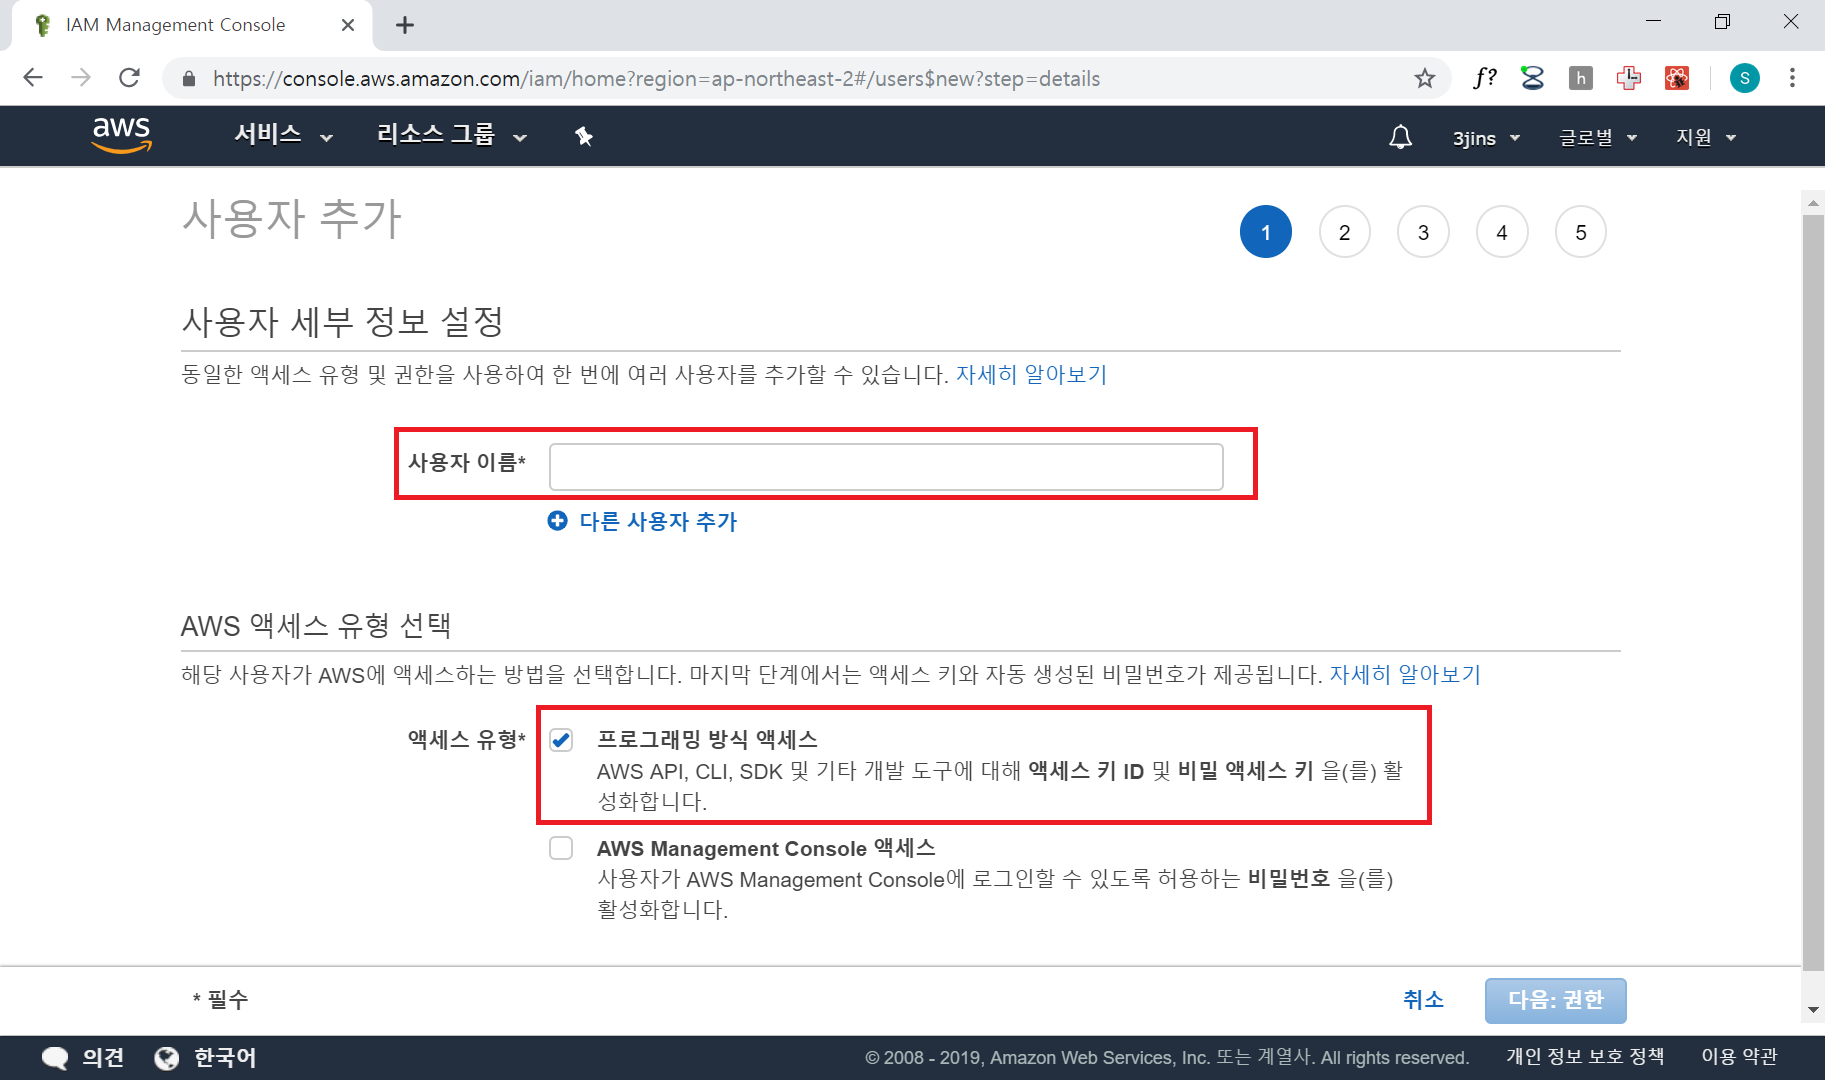 IAM Management Console
https://console.aws.amazon.com/iam/home?region=ap-northeast-2#/users$new?step=details
f?
h
S
aws
서비스
리소스 그룹
3jins
글로벌
지원
사용자 추가
1
2
3
4
5
사용자 세부 정보 설정
동일한 액세스 유형 및 권한을 사용하여 한 번에 여러 사용자를 추가할 수 있습니다. 자세히 알아보기
사용자 이름*
다른 사용자 추가
AWS 액세스 유형 선택
해당 사용자가 AWS에 액세스하는 방법을 선택합니다. 마지막 단계에서는 액세스 키와 자동 생성된 비밀번호가 제공됩니다. 자세히 알아보기
액세스 유형*
프로그래밍 방식 액세스
AWS API, CLI, SDK 및 기타 개발 도구에 대해 액세스 키 ID 및 비밀 액세스 키 을(를) 활
성화합니다.
AWS Management Console 액세스
사용자가 AWS Management Console에 로그인할 수 있도록 허용하는 비밀번호 을(를)
활성화합니다.
* 필수
취소
다음: 권한
의견
한국어
© 2008 - 2019, Amazon Web Services, Inc. 또는 계열사. All rights reserved.
개인 정보 보호 정책
이용 약관